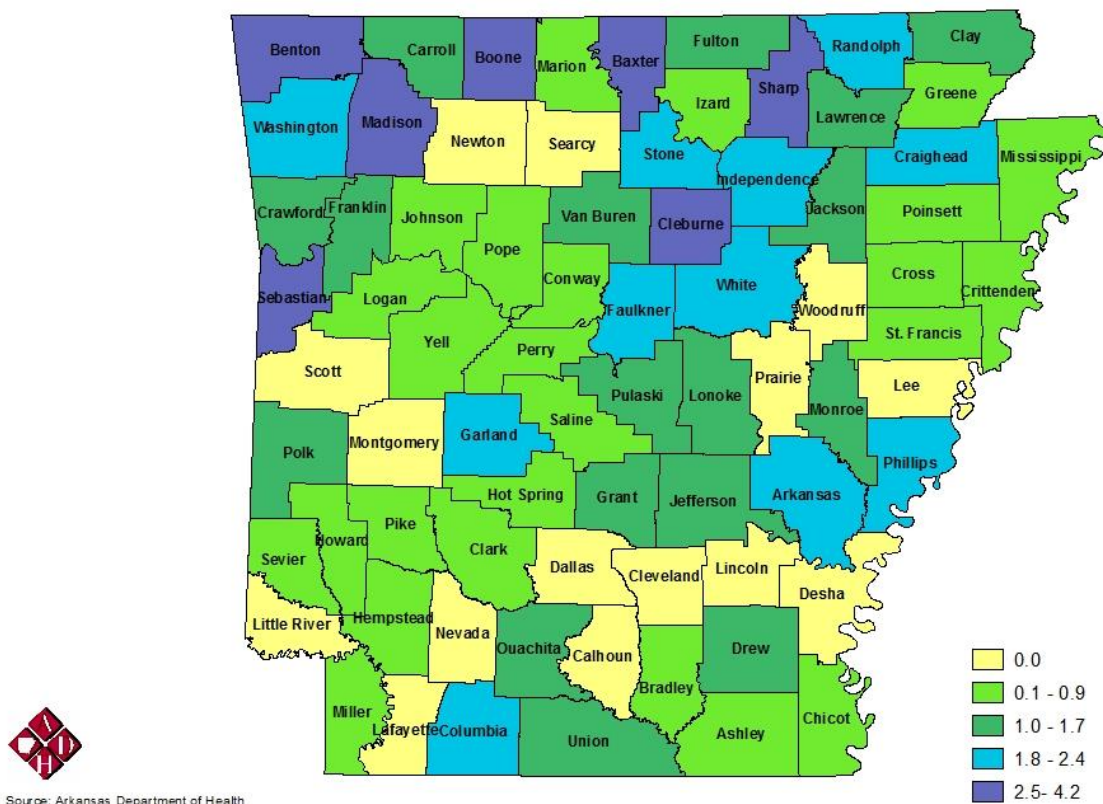 Benton
Carroll
Boone
Marion
Baxter
Fulton
Randolph
Clay
Sharp
Izard
Greene
Lawrence
Washington
Madison
Newton
Searcy
Stone
Independence
Craighead
Mississippi
Crawford
Franklin
Johnson
Pope
Van Buren
Cleburne
Jackson
Poinsett
Sebastian
Logan
Conway
Faulkner
White
Woodruff
Cross
Crittenden
St. Francis
Scott
Yell
Perry
Pulaski
Lonoke
Prairie
Monroe
Lee
Polk
Montgomery
Garland
Saline
Phillips
Hot Spring
Grant
Jefferson
Arkansas
Sevier
Howard
Pike
Clark
Dallas
Cleveland
Lincoln
Desha
Little River
Hempstead
Nevada
Ouachita
Calhoun
Bradley
Drew
Miller
Lafayette
Columbia
Union
Ashley
Chicot
0.0
0.1 - 0.9
1.0 - 1.7
1.8 - 2.4
2.5- 4.2
A
D
H
Source: Arkansas Department of Health